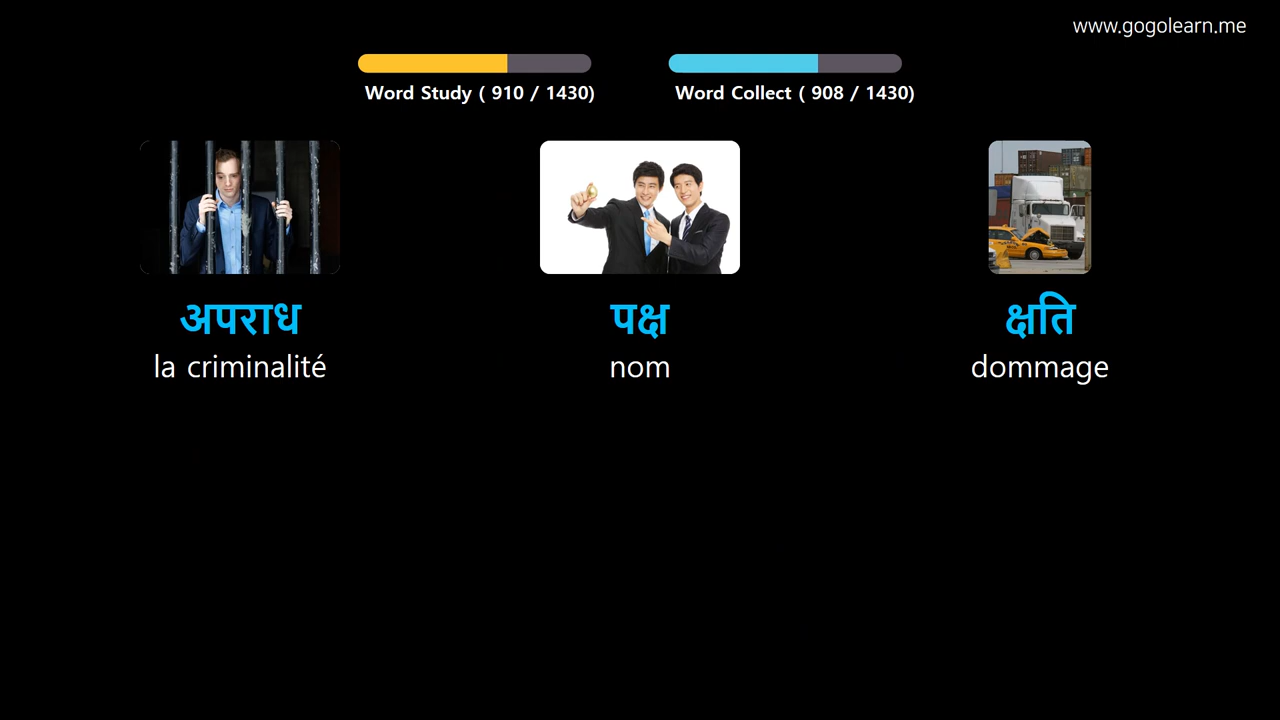 www.gogolearn.me
Word Study ( 910 / 1430)
Word Collect ( 908 / 1430)
अपराध
la criminalité
पक्ष
nom
क्षति
dommage